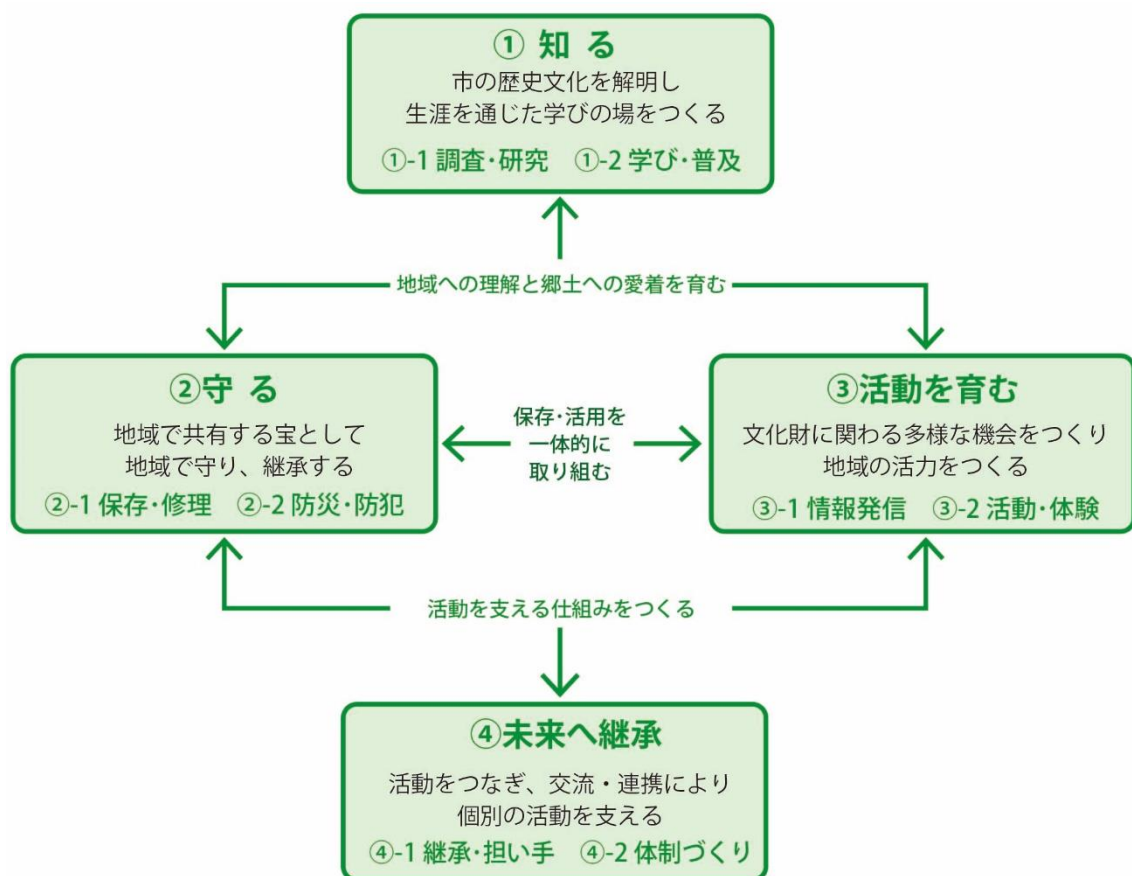 ① 知 る
市の歴史文化を解明し
生涯を通じた学びの場をつくる
①-1 調査･研究 ①-2 学び･普及
地域への理解と郷土への愛着を育む
②守 る
地域で共有する宝として
地域で守り、継承する
②-1 保存･修理 ②-2 防災･防犯
保存･活用を
一体的に
取り組む
③活動を育む
文化財に関わる多様な機会をつくり
地域の活力をつくる
③-1 情報発信 ③-2 活動･体験
活動を支える仕組みをつくる
④未来へ継承
活動をつなぎ、交流・連携により
個別の活動を支える
④-1 継承･担い手 ④-2 体制づくり